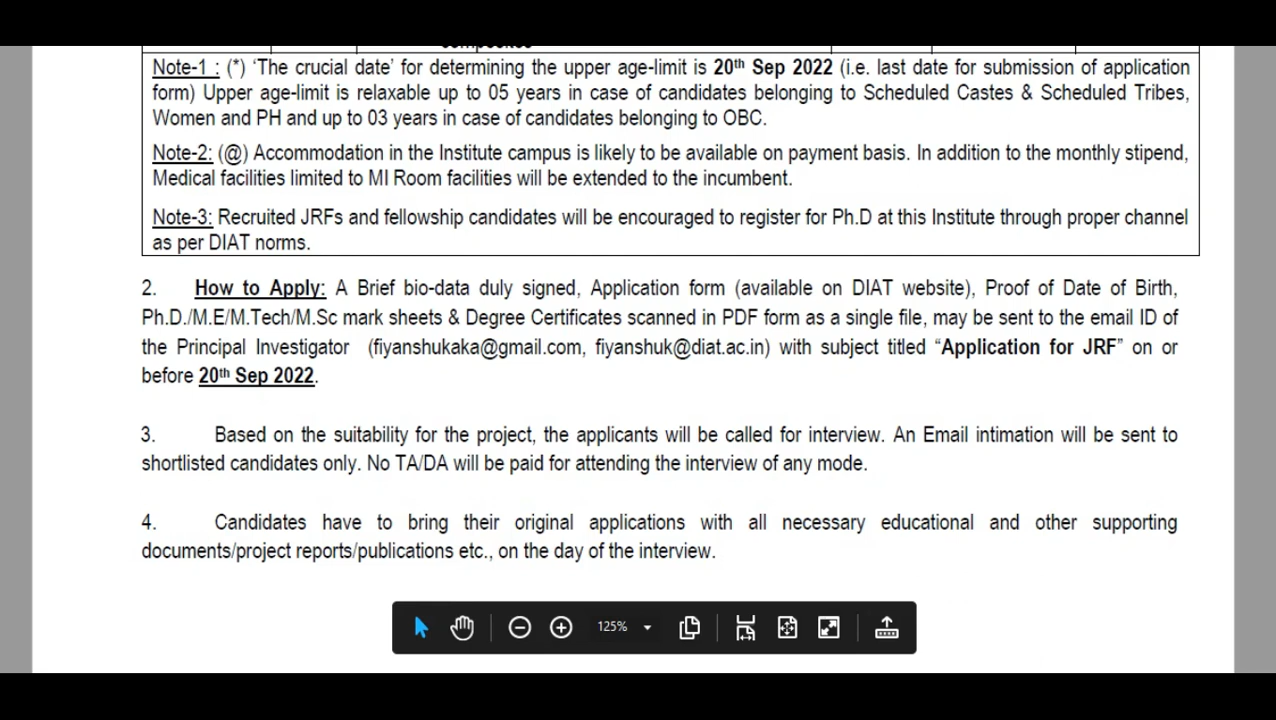 composites
Note-1 : (*) ‘The crucial date’ for determining the upper age-limit is 20th Sep 2022 (i.e. last date for submission of application
form) Upper age-limit is relaxable up to 05 years in case of candidates belonging to Scheduled Castes & Scheduled Tribes,
Women and PH and up to 03 years in case of candidates belonging to OBC.
Note-2: (@) Accommodation in the Institute campus is likely to be available on payment basis. In addition to the monthly stipend,
Medical facilities limited to MI Room facilities will be extended to the incumbent.
Note-3: Recruited JRFs and fellowship candidates will be encouraged to register for Ph.D at this Institute through proper channel
as per DIAT norms.
2. How to Apply: A Brief bio-data duly signed, Application form (available on DIAT website), Proof of Date of Birth,
Ph.D./M.E/M.Tech/M.Sc mark sheets & Degree Certificates scanned in PDF form as a single file, may be sent to the email ID of
the Principal Investigator (fiyanshukaka@gmail.com, fiyanshuk@diat.ac.in) with subject titled “Application for JRF” on or
before 20th Sep 2022.
3. Based on the suitability for the project, the applicants will be called for interview. An Email intimation will be sent to
shortlisted candidates only. No TA/DA will be paid for attending the interview of any mode.
4. Candidates have to bring their original applications with all necessary educational and other supporting
documents/project reports/publications etc., on the day of the interview.
125%